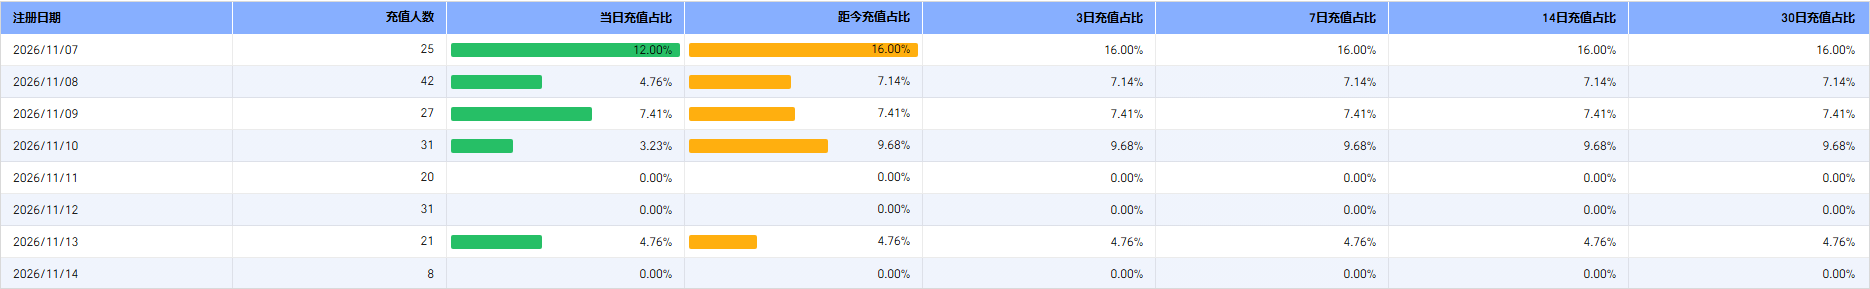 注册日期 充值人数 当日充值占比 距今充值占比 3日充值占比 7日充值占比 14日充值占比 30日充值占比
2026/11/07 25 12.00% 16.00% 16.00% 16.00% 16.00% 16.00%
2026/11/08 42 4.76% 7.14% 7.14% 7.14% 7.14% 7.14%
2026/11/09 27 7.41% 7.41% 7.41% 7.41% 7.41% 7.41%
2026/11/10 31 3.23% 9.68% 9.68% 9.68% 9.68% 9.68%
2026/11/11 20 0.00% 0.00% 0.00% 0.00% 0.00% 0.00%
2026/11/12 31 0.00% 0.00% 0.00% 0.00% 0.00% 0.00%
2026/11/13 21 4.76% 4.76% 4.76% 4.76% 4.76% 4.76%
2026/11/14 8 0.00% 0.00% 0.00% 0.00% 0.00% 0.00%